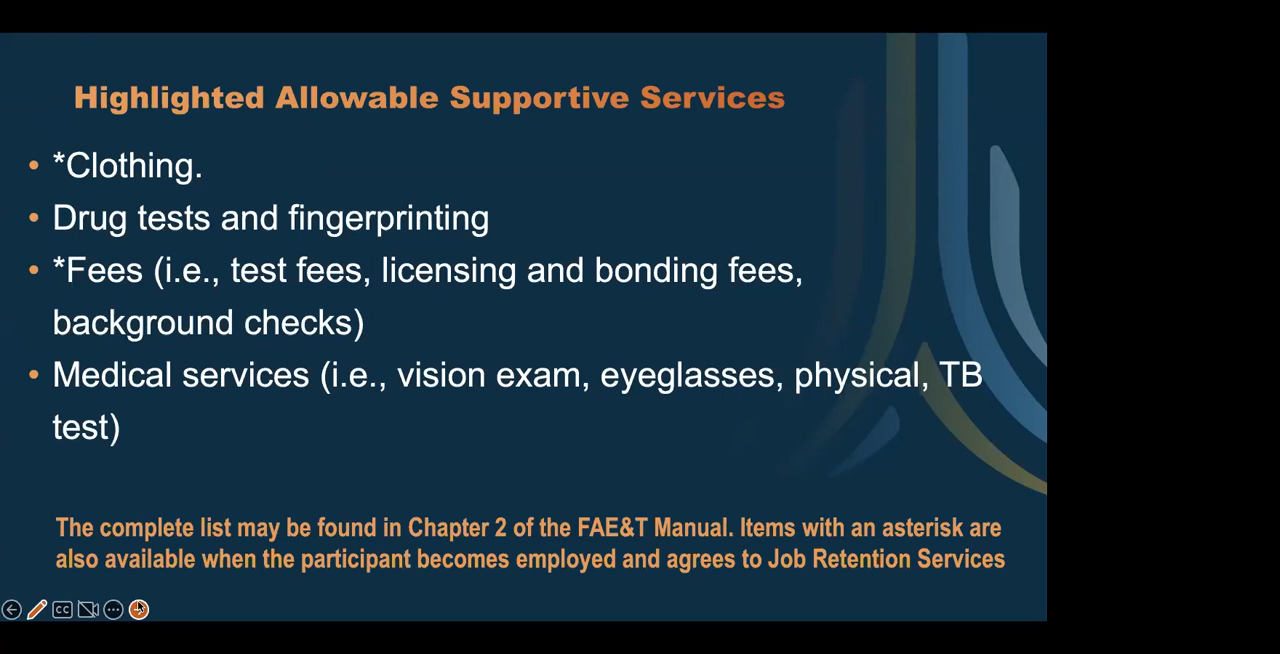 Highlighted Allowable Supportive Services
• *Clothing.
• Drug tests and fingerprinting
• *Fees (i.e., test fees, licensing and bonding fees,
background checks)
• Medical services (i.e., vision exam, eyeglasses, physical, TB
test)
The complete list may be found in Chapter 2 of the FAE&T Manual. Items with an asterisk are
also available when the participant becomes employed and agrees to Job Retention Services
CC